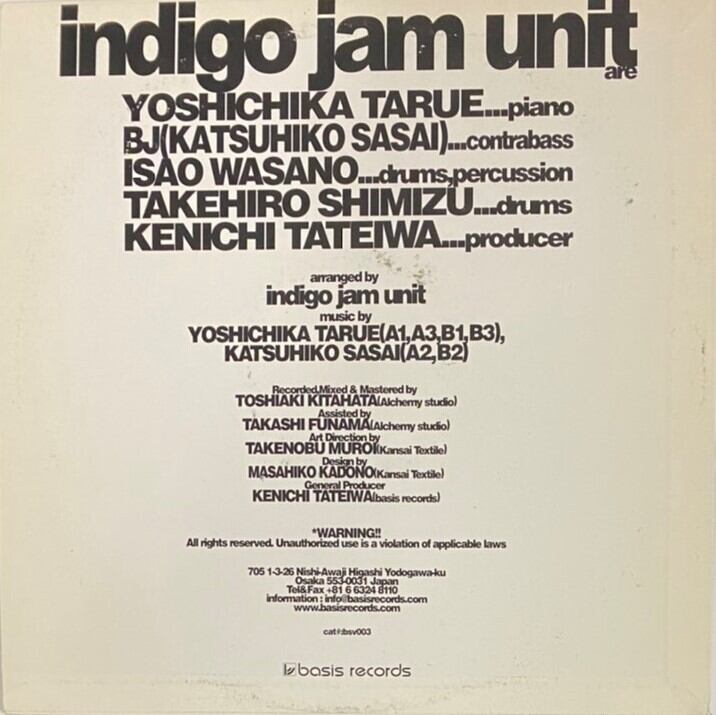 indigo jam unit
are
YOSHICHIKA TARUE...piano
BJ(KATSUHIKO SASAI)...contrabass
ISAO WASANO...drums,percussion
TAKEHIRO SHIMIZU...drums
KENICHI TATEIWA...producer
arranged by
indigo jam unit
music by
YOSHICHIKA TARUE(A1,A3,B1,B3),
KATSUHIKO SASAI(A2,B2)
Recorded,Mixed & Mastered by
TOSHIAKI KITAHATA(Alchemy studio)
Assisted by
TAKASHI FUNAMA(Alchemy studio)
Art Direction by
TAKENOBU MUROI(Kansai Textile)
Design by
MASAHIKO KADONO(Kansai Textile)
General Producer
KENICHI TATEIWA(basis records)
*WARNING!!
All rights reserved. Unauthorized use is a violation of applicable laws
705 1-3-26 Nishi-Awaji Higashi Yodogawa-ku
Osaka 553-0031 Japan
Tel&Fax +81 6 6324 8110
information : info@basisrecords.com
www.basisrecords.com
cat#:bsv003
basis records